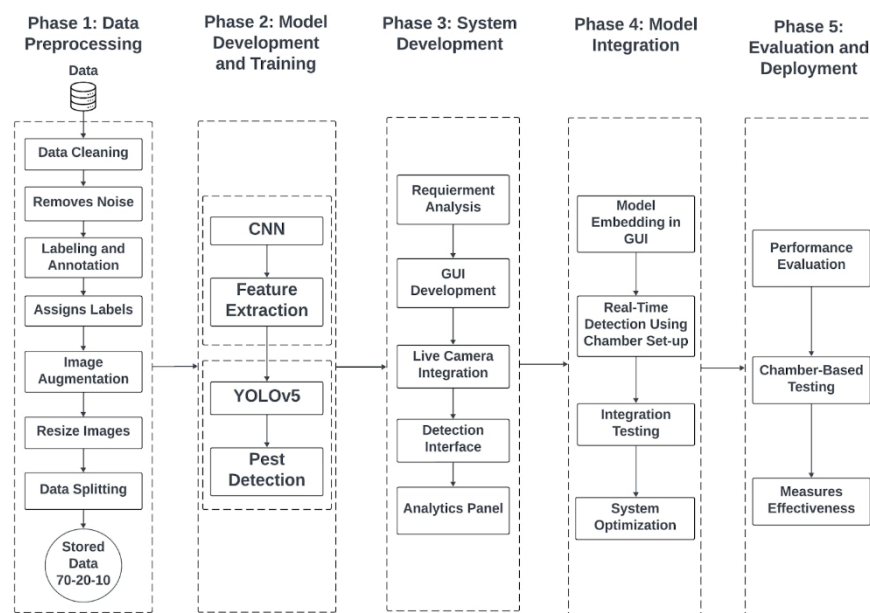 Phase 1: Data
Preprocessing
Data
Data Cleaning
Removes Noise
Labeling and
Annotation
Assigns Labels
Image
Augmentation
Resize Images
Data Splitting
Stored
Data
70-20-10
Phase 2: Model
Development
and Training
CNN
Feature
Extraction
YOLOv5
Pest
Detection
Phase 3: System
Development
Requierment
Analysis
GUI
Development
Live Camera
Integration
Detection
Interface
Analytics Panel
Phase 4: Model
Integration
Model
Embedding in
GUI
Real-Time
Detection Using
Chamber Set-up
Integration
Testing
System
Optimization
Phase 5:
Evaluation and
Deployment
Performance
Evaluation
Chamber-Based
Testing
Measures
Effectiveness